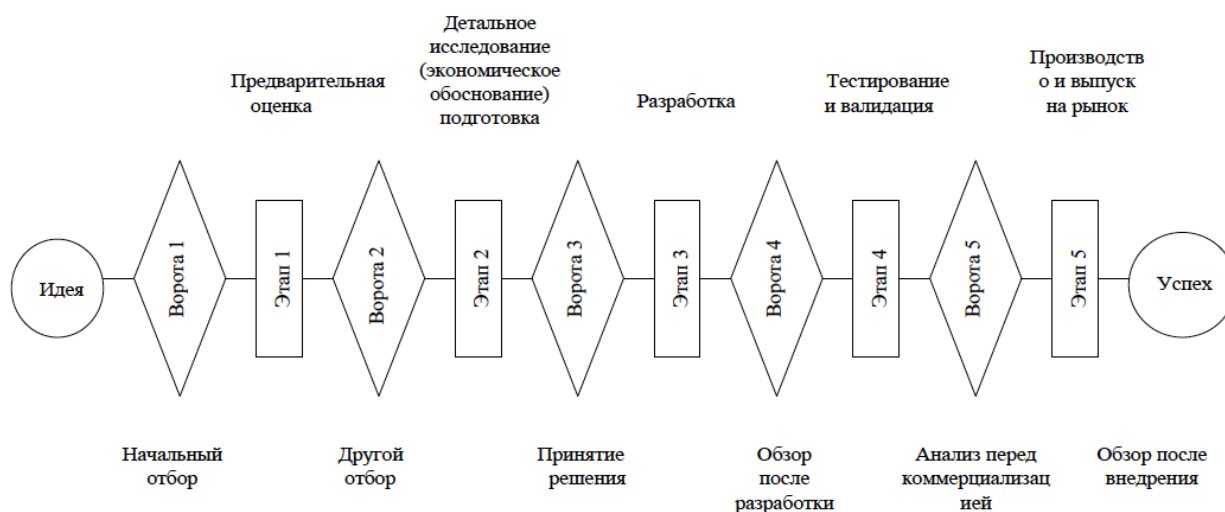 Предварительная
оценка
Детальное
исследование
(экономическое
обоснование)
подготовка
Разработка
Тестирование
и валидация
Производств
о и выпуск
на рынок
Идея
Ворота 1
Этап 1
Ворота 2
Этап 2
Ворота 3
Этап 3
Ворота 4
Этап 4
Ворота 5
Этап 5
Успех
Начальный
отбор
Другой
отбор
Принятие
решения
Обзор
после
разработки
Анализ перед
коммерциализац
ией
Обзор после
внедрения